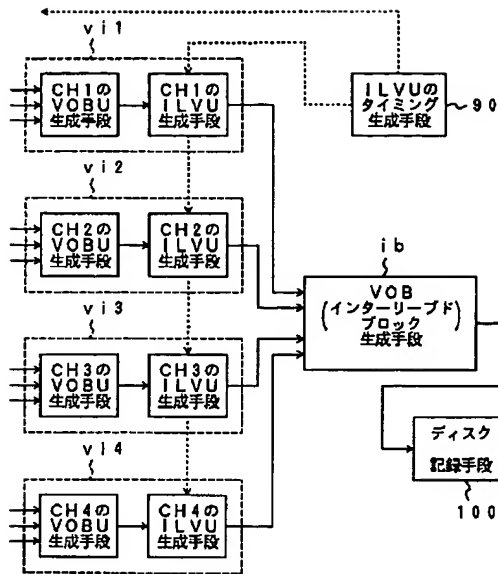 vi1
CH1の
VOBU
生成手段
CH1の
ILVU
生成手段
ILVUの
タイミング
生成手段
90
vi2
CH2の
VOBU
生成手段
CH2の
ILVU
生成手段
ib
VOB
(インターリーブド
ブロック)
生成手段
vi3
CH3の
VOBU
生成手段
CH3の
ILVU
生成手段
ディスク
記録手段
100
vi4
CH4の
VOBU
生成手段
CH4の
ILVU
生成手段